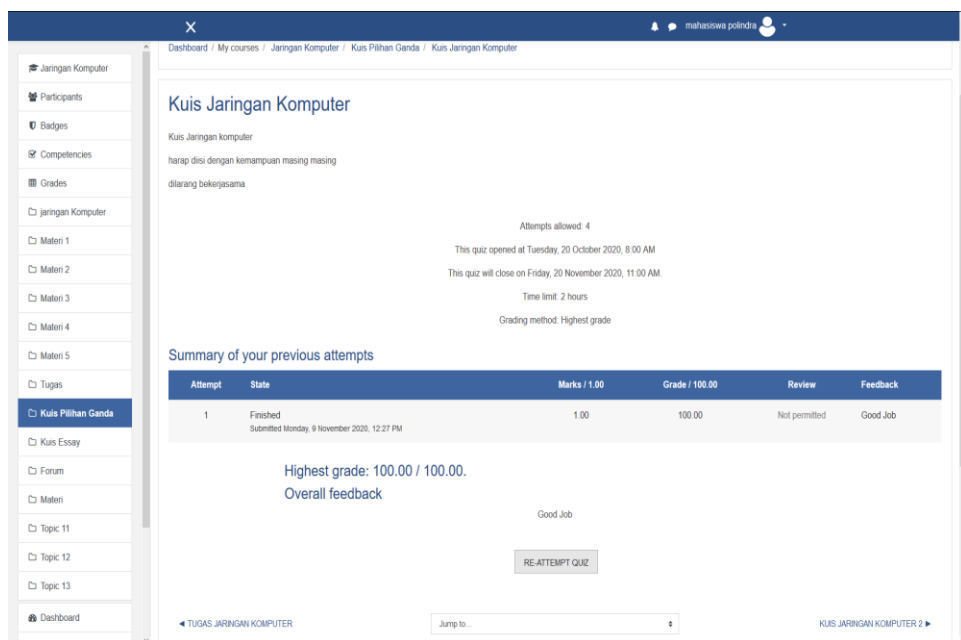 X
mahasiswa polindra
Dashboard / My courses / Jaringan Komputer / Kuis Pilihan Ganda / Kuis Jaringan Komputer
Jaringan Komputer
Participants
Badges
Competencies
Grades
jaringan Komputer
Materi 1
Materi 2
Materi 3
Materi 4
Materi 5
Tugas
Kuis Pilihan Ganda
Kuis Essay
Forum
Materi
Topic 11
Topic 12
Topic 13
Dashboard
Kuis Jaringan Komputer
Kuis Jaringan komputer
harap diisi dengan kemampuan masing masing
dilarang bekerjasama
Attempts allowed: 4
This quiz opened at Tuesday, 20 October 2020, 8:00 AM
This quiz will close on Friday, 20 November 2020, 11:00 AM.
Time limit: 2 hours
Grading method: Highest grade
Summary of your previous attempts
Attempt State Marks / 1.00 Grade / 100.00 Review Feedback
1 Finished 1.00 100.00 Not permitted Good Job
Submitted Monday, 9 November 2020, 12:27 PM
Highest grade: 100.00 / 100.00.
Overall feedback
Good Job
RE-ATTEMPT QUIZ
◄ TUGAS JARINGAN KOMPUTER Jump to... KUIS JARINGAN KOMPUTER 2 ►